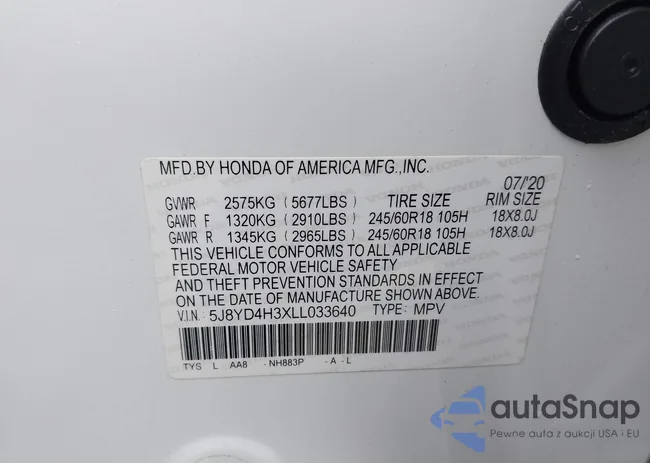 MFD.BY HONDA OF AMERICA MFG.,INC.
07/'20
GVWR 2575KG (5677LBS) TIRE SIZE RIM SIZE
GAWR F 1320KG (2910LBS) 245/60R18 105H 18X8.0J
GAWR R 1345KG (2965LBS) 245/60R18 105H 18X8.0J
THIS VEHICLE CONFORMS TO ALL APPLICABLE
FEDERAL MOTOR VEHICLE SAFETY
AND THEFT PREVENTION STANDARDS IN EFFECT
ON THE DATE OF MANUFACTURE SHOWN ABOVE.
V.I.N: 5J8YD4H3XLL033640 TYPE: MPV
TYS L AA8 -NH883P -A -L
autaSnap
Pewne auta z aukcji USA i EU